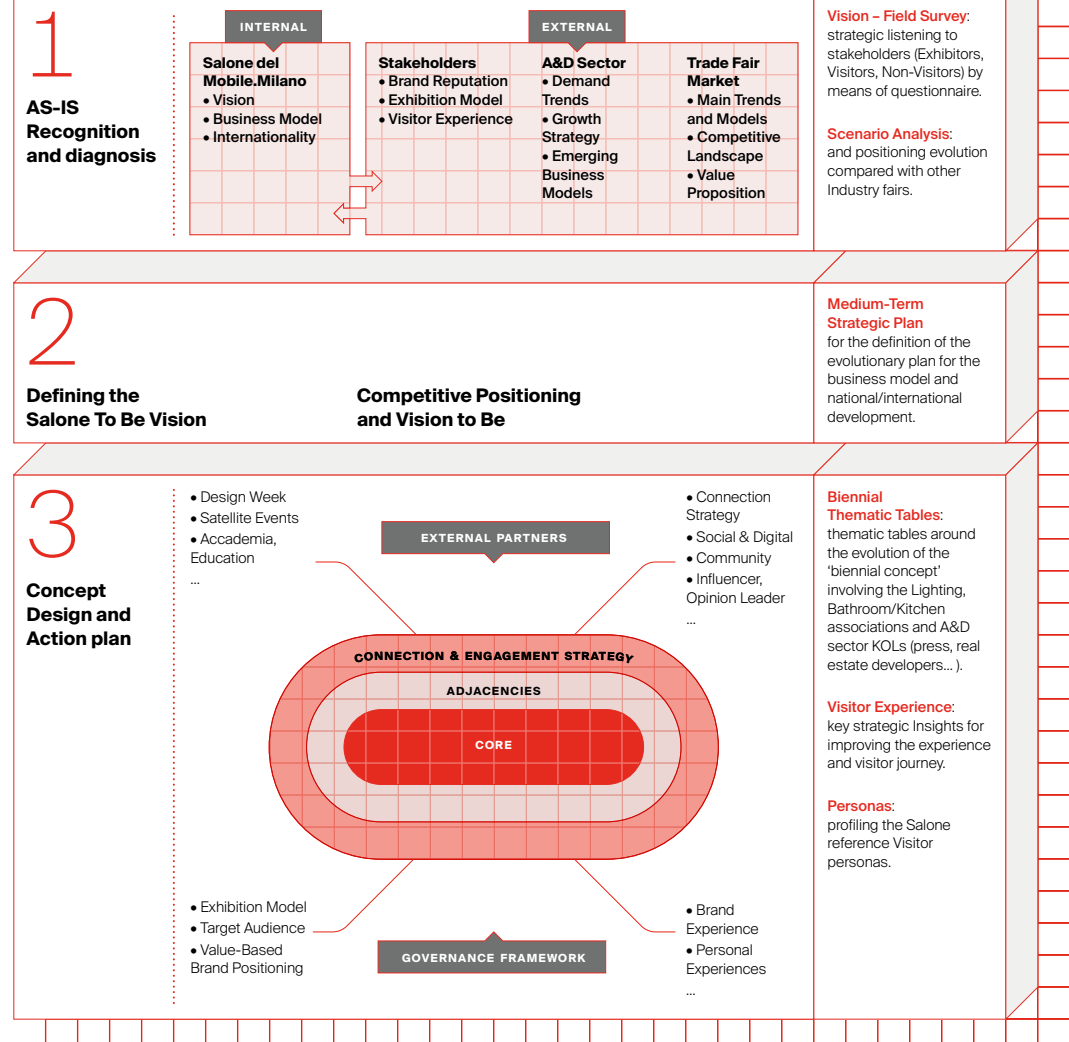 1
AS-IS
Recognition
and diagnosis
INTERNAL
Salone del
Mobile.Milano
• Vision
• Business Model
• Internationality
EXTERNAL
Stakeholders
• Brand Reputation
• Exhibition Model
• Visitor Experience
A&D Sector
• Demand
Trends
• Growth
Strategy
• Emerging
Business
Models
Trade Fair
Market
• Main Trends
and Models
• Competitive
Landscape
• Value
Proposition
Vision – Field Survey:
strategic listening to
stakeholders (Exhibitors,
Visitors, Non-Visitors) by
means of questionnaire.
Scenario Analysis:
and positioning evolution
compared with other
Industry fairs.
2
Defining the
Salone To Be Vision
Competitive Positioning
and Vision to Be
Medium-Term
Strategic Plan
for the definition of the
evolutionary plan for the
business model and
national/international
development.
3
Concept
Design and
Action plan
• Design Week
• Satellite Events
• Accademia,
Education
...
EXTERNAL PARTNERS
• Connection
Strategy
• Social & Digital
• Community
• Influencer,
Opinion Leader
...
CONNECTION & ENGAGEMENT STRATEGY
ADJACENCIES
CORE
• Exhibition Model
• Target Audience
• Value-Based
Brand Positioning
GOVERNANCE FRAMEWORK
• Brand
Experience
• Personal
Experiences
...
Biennial
Thematic Tables:
thematic tables around
the evolution of the
‘biennial concept’
involving the Lighting,
Bathroom/Kitchen
associations and A&D
sector KOLs (press, real
estate developers... ).
Visitor Experience:
key strategic Insights for
improving the experience
and visitor journey.
Personas:
profiling the Salone
reference Visitor
personas.